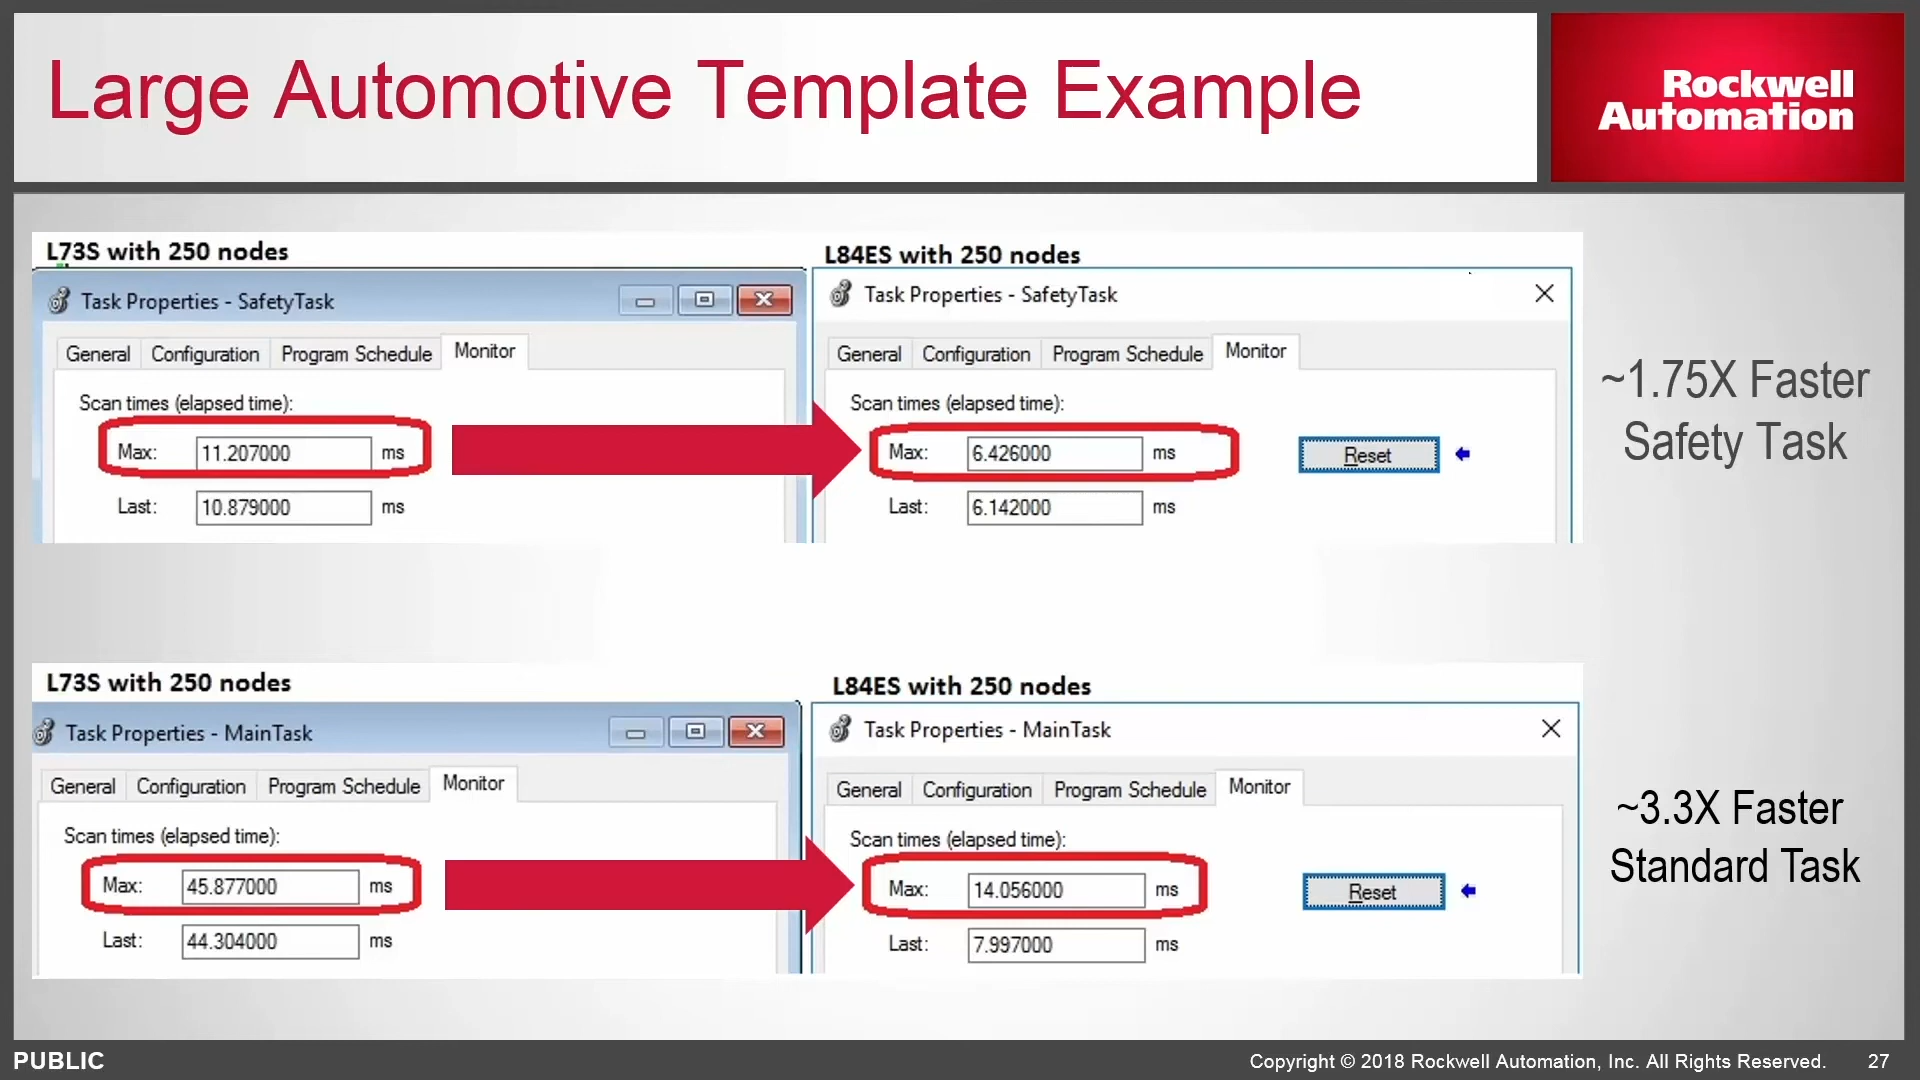 Large Automotive Template Example
Rockwell
Automation
L73S with 250 nodes
Task Properties - SafetyTask
General Configuration Program Schedule Monitor
Scan times (elapsed time):
Max: 11.207000 ms
Last: 10.879000 ms
L84ES with 250 nodes
Task Properties - SafetyTask
General Configuration Program Schedule Monitor
Scan times (elapsed time):
Max: 6.426000 ms Reset
Last: 6.142000 ms
~1.75X Faster
Safety Task
L73S with 250 nodes
Task Properties - MainTask
General Configuration Program Schedule Monitor
Scan times (elapsed time):
Max: 45.877000 ms
Last: 44.304000 ms
L84ES with 250 nodes
Task Properties - MainTask
General Configuration Program Schedule Monitor
Scan times (elapsed time):
Max: 14.056000 ms Reset
Last: 7.997000 ms
~3.3X Faster
Standard Task
PUBLIC
Copyright © 2018 Rockwell Automation, Inc. All Rights Reserved. 27